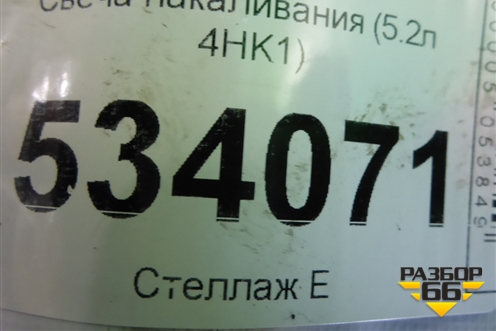 Свеча накаливания (5.2л
4HK1)
534071
Стеллаж Е
РАЗБОР
66